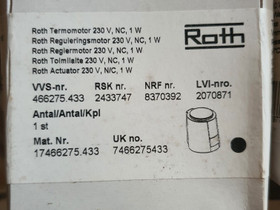 Roth Termomotor 230 V, NC, 1 W
Roth Reguleringsmotor 230 V, NC, 1 W
Roth Reglermotor 230 V, NC, 1 W
Roth Toimilaite 230 V, NC, 1 W
Roth Actuator 230 V, N/C, 1 W
Roth
VVS-nr. RSK nr. NRF nr. LVI-nro.
466275.433 2433747 8370392 2070871
Antal/Antal/Kpl
1 st
Mat. Nr. UK no.
17466275.433 7466275433